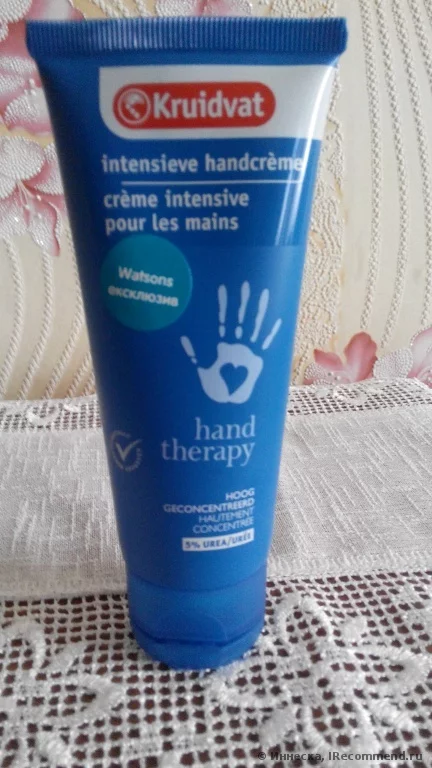 Kruidvat
intensieve handcrème
crème intensive
pour les mains
Watsons
ексклюзив
hand
therapy
HOOG
GECONCENTREERD
HAUTEMENT
CONCENTRÉE
5% UREA/URÉE
© Иннеска, IRecommend.ru